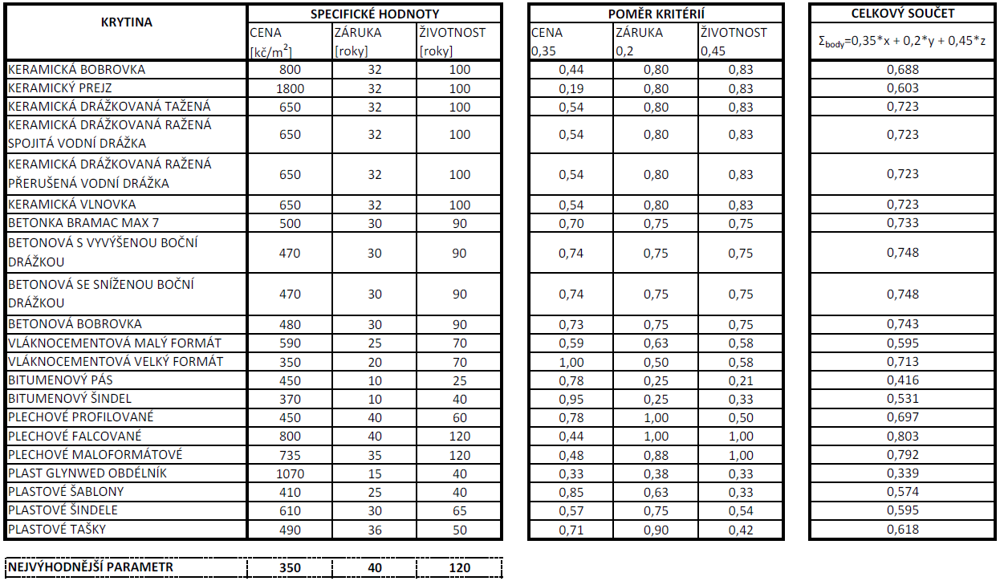 KRYTINA SPECIFICKÉ HODNOTY POMĚR KRITÉRIÍ CELKOVÝ SOUČET
CENA ZÁRUKA ŽIVOTNOST CENA ZÁRUKA ŽIVOTNOST Σbody=0,35*x + 0,2*y + 0,45*z
[kč/m2] [roky] [roky] 0,35 0,2 0,45
KERAMICKÁ BOBROVKA 800 32 100 0,44 0,80 0,83 0,688
KERAMICKÝ PREJZ 1800 32 100 0,19 0,80 0,83 0,603
KERAMICKÁ DRÁŽKOVANÁ TAŽENÁ 650 32 100 0,54 0,80 0,83 0,723
KERAMICKÁ DRÁŽKOVANÁ RAŽENÁ
SPOJITÁ VODNÍ DRÁŽKA 650 32 100 0,54 0,80 0,83 0,723
KERAMICKÁ DRÁŽKOVANÁ RAŽENÁ
PŘERUŠENÁ VODNÍ DRÁŽKA 650 32 100 0,54 0,80 0,83 0,723
KERAMICKÁ VLNOVKA 650 32 100 0,54 0,80 0,83 0,723
BETONKA BRAMAC MAX 7 500 30 90 0,70 0,75 0,75 0,733
BETONOVÁ S VYVÝŠENOU BOČNÍ
DRÁŽKOU 470 30 90 0,74 0,75 0,75 0,748
BETONOVÁ SE SNÍŽENOU BOČNÍ
DRÁŽKOU 470 30 90 0,74 0,75 0,75 0,748
BETONOVÁ BOBROVKA 480 30 90 0,73 0,75 0,75 0,743
VLÁKNOCEMENTOVÁ MALÝ FORMÁT 590 25 70 0,59 0,63 0,58 0,595
VLÁKNOCEMENTOVÁ VELKÝ FORMÁT 350 20 70 1,00 0,50 0,58 0,713
BITUMENOVÝ PÁS 450 10 25 0,78 0,25 0,21 0,416
BITUMENOVÝ ŠINDEL 370 10 40 0,95 0,25 0,33 0,531
PLECHOVÉ PROFILOVANÉ 450 40 60 0,78 1,00 0,50 0,697
PLECHOVÉ FALCOVANÉ 800 40 120 0,44 1,00 1,00 0,803
PLECHOVÉ MALOFORMÁTOVÉ 735 35 120 0,48 0,88 1,00 0,792
PLAST GLYNWED OBDÉLNÍK 1070 15 40 0,33 0,38 0,33 0,339
PLASTOVÉ ŠABLONY 410 25 40 0,85 0,63 0,33 0,574
PLASTOVÉ ŠINDELE 610 30 65 0,57 0,75 0,54 0,595
PLASTOVÉ TAŠKY 490 36 50 0,71 0,90 0,42 0,618
NEJVÝHODNĚJŠÍ PARAMETR 350 40 120